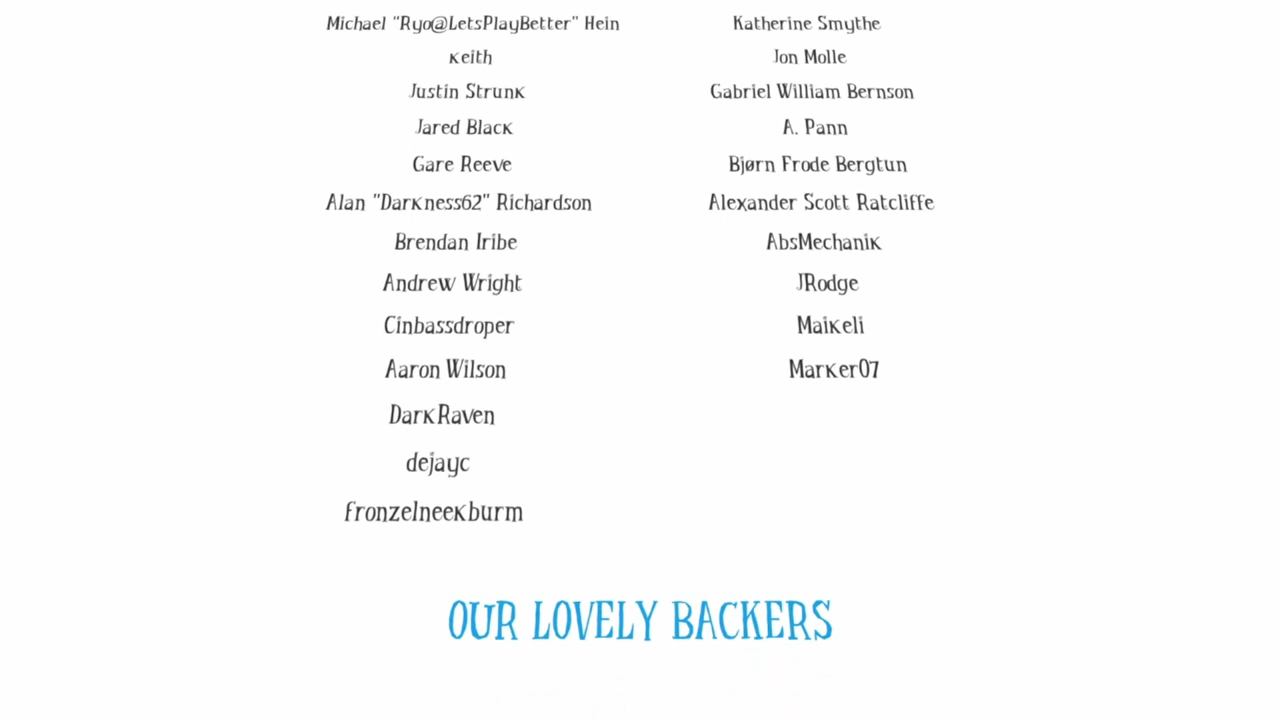 Michael "Ryo@LetsPlayBetter" Hein
keith
Justin Strunk
Jared Black
Gare Reeve
Alan "Darkness62" Richardson
Brendan Iribe
Andrew Wright
Cinbassdroper
Aaron Wilson
DarkRaven
dejayc
fronzelneekburm
Katherine Smythe
Jon Molle
Gabriel William Bernson
A. Pann
Bjørn Frode Bergtun
Alexander Scott Ratcliffe
AbsMechanik
JRodge
Maikeli
Marker07
OUR LOVELY BACKERS